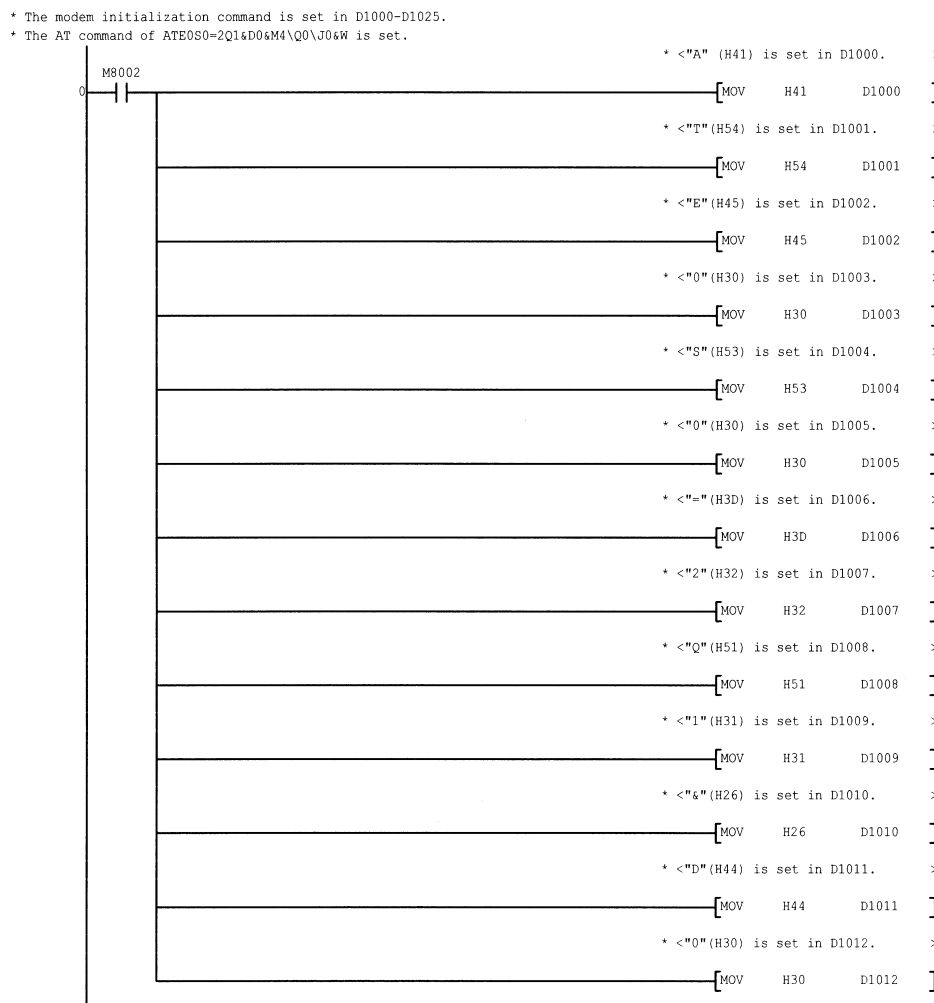 * The modem initialization command is set in D1000-D1025.
* The AT command of ATE0S0=2Q1&D0&M4\Q0\J0&W is set.
* <"A" (H41) is set in D1000. >
M8002
0 [MOV H41 D1000 ]
* <"T"(H54) is set in D1001. >
[MOV H54 D1001 ]
* <"E"(H45) is set in D1002. >
[MOV H45 D1002 ]
* <"0"(H30) is set in D1003. >
[MOV H30 D1003 ]
* <"S"(H53) is set in D1004. >
[MOV H53 D1004 ]
* <"0"(H30) is set in D1005. >
[MOV H30 D1005 ]
* <"="(H3D) is set in D1006. >
[MOV H3D D1006 ]
* <"2"(H32) is set in D1007. >
[MOV H32 D1007 ]
* <"Q"(H51) is set in D1008. >
[MOV H51 D1008 ]
* <"1"(H31) is set in D1009. >
[MOV H31 D1009 ]
* <"&"(H26) is set in D1010. >
[MOV H26 D1010 ]
* <"D"(H44) is set in D1011. >
[MOV H44 D1011 ]
* <"0"(H30) is set in D1012. >
[MOV H30 D1012 ]